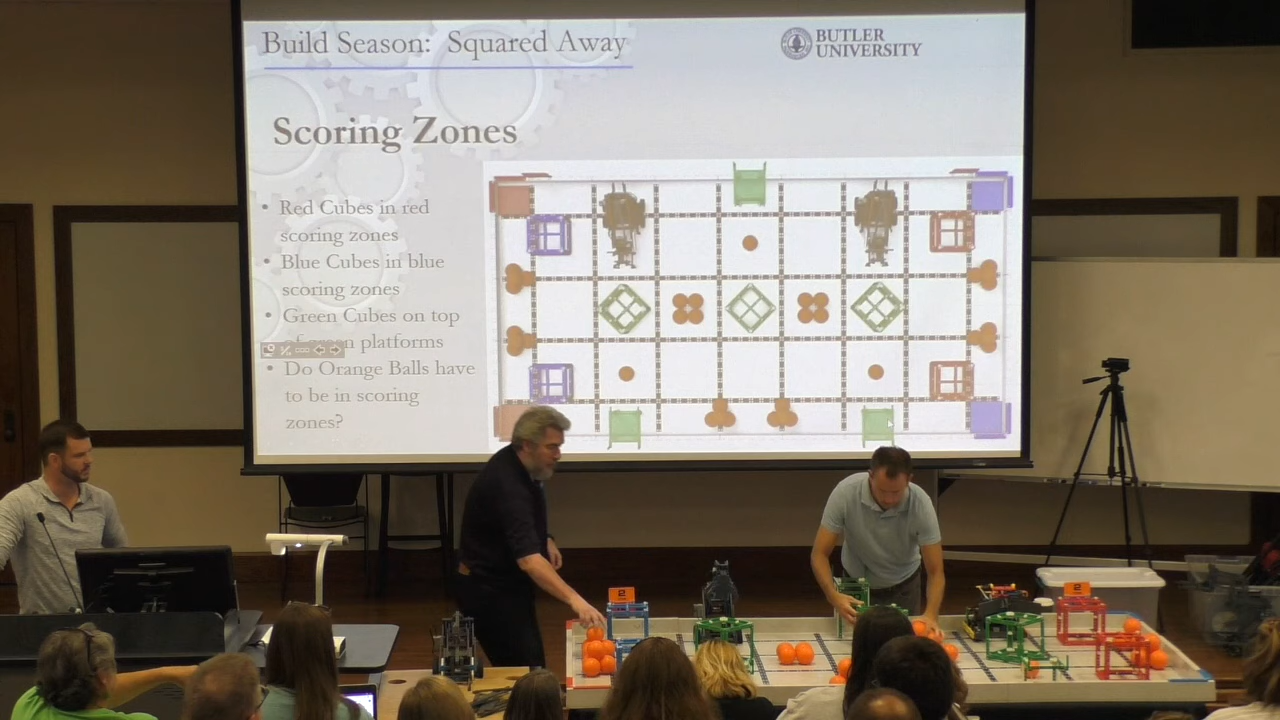 Build Season: Squared Away
BUTLER
UNIVERSITY
Scoring Zones
• Red Cubes in red
scoring zones
• Blue Cubes in blue
scoring zones
• Green Cubes on top
platforms
• Do Orange Balls have
to be in scoring
zones?
2
2